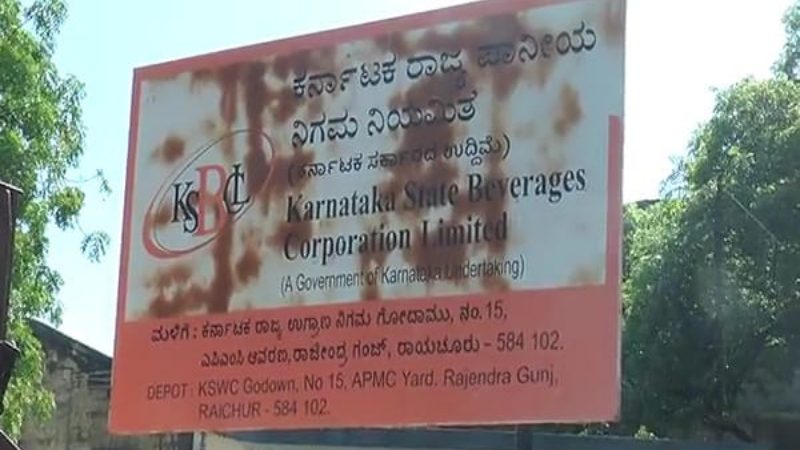 ಕರ್ನಾಟಕ ರಾಜ್ಯ ಪಾನೀಯ
ನಿಗಮ ನಿಯಮಿತ
(ಕರ್ನಾಟಕ ಸರ್ಕಾರದ ಉದ್ದಿಮೆ)
KSBCL
Karnataka State Beverages
Corporation Limited
(A Government of Karnataka Undertaking)
ಮಳಿಗೆ : ಕರ್ನಾಟಕ ರಾಜ್ಯ ಉಗ್ರಾಣ ನಿಗಮ ಗೋದಾಮು, ನಂ. 15,
ಎಪಿಎಂಸಿ ಆವರಣ, ರಾಜೇಂದ್ರ ಗಂಜ್, ರಾಯಚೂರು - 584 102.
DEPOT : KSWC Godown, No 15, APMC Yard. Rajendra Gunj,
RAICHUR - 584 102.